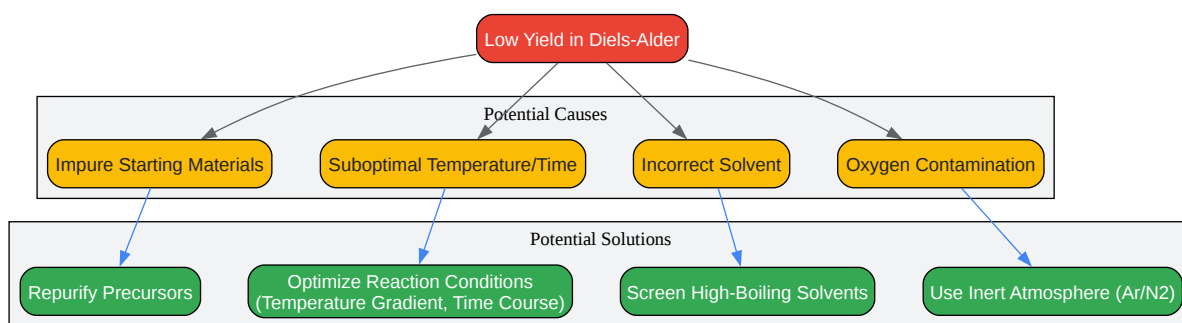 Low Yield in Diels-Alder
Potential Causes
Impure Starting Materials
Suboptimal Temperature/Time
Incorrect Solvent
Oxygen Contamination
Potential Solutions
Repurify Precursors
Optimize Reaction Conditions
(Temperature Gradient, Time Course)
Screen High-Boiling Solvents
Use Inert Atmosphere (Ar/N2)